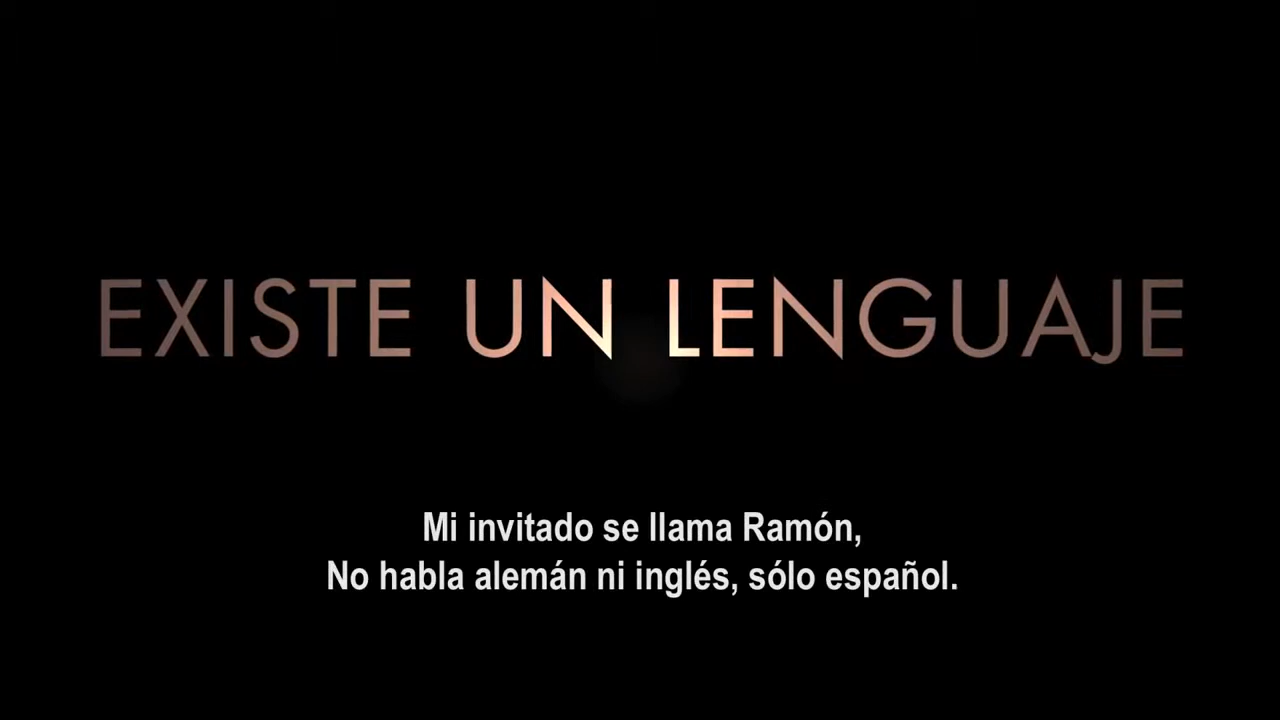 EXISTE UN LENGUAJE
Mi invitado se llama Ramón,
No habla alemán ni inglés, sólo español.